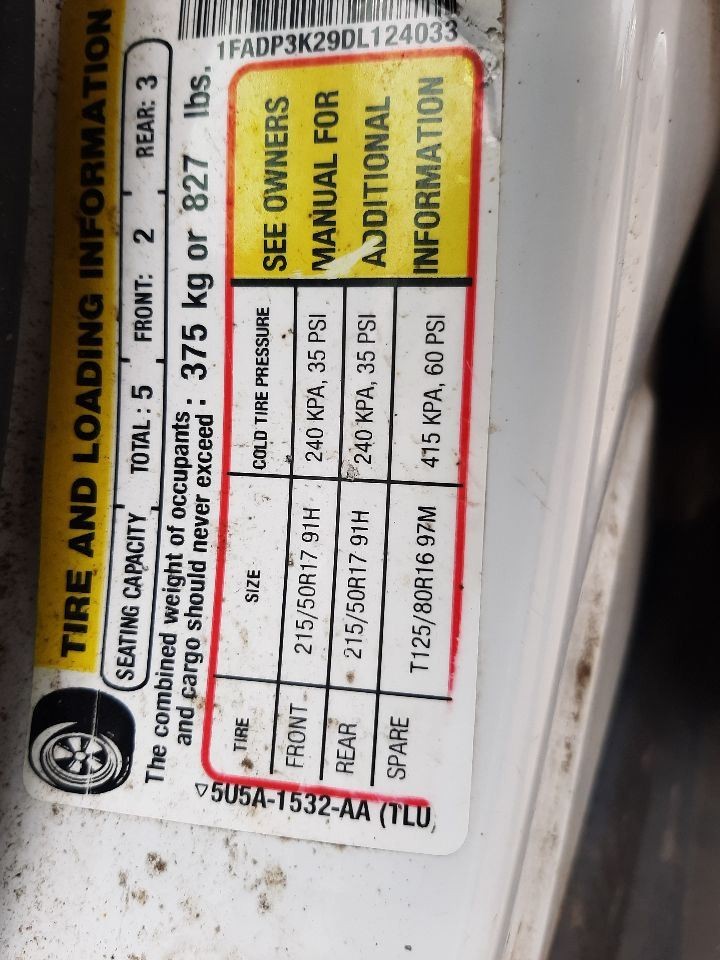 TIRE AND LOADING INFORMATION
SEATING CAPACITY TOTAL : 5 FRONT: 2 REAR: 3
The combined weight of occupants
and cargo should never exceed : 375 kg or 827 lbs.
TIRE SIZE COLD TIRE PRESSURE
FRONT 215/50R17 91H 240 KPA, 35 PSI
REAR 215/50R17 91H 240 KPA, 35 PSI
SPARE T125/80R16 97M 415 KPA, 60 PSI
SEE OWNERS
MANUAL FOR
ADDITIONAL
INFORMATION
5U5A-1532-AA (TLU
1FADP3K29DL124033